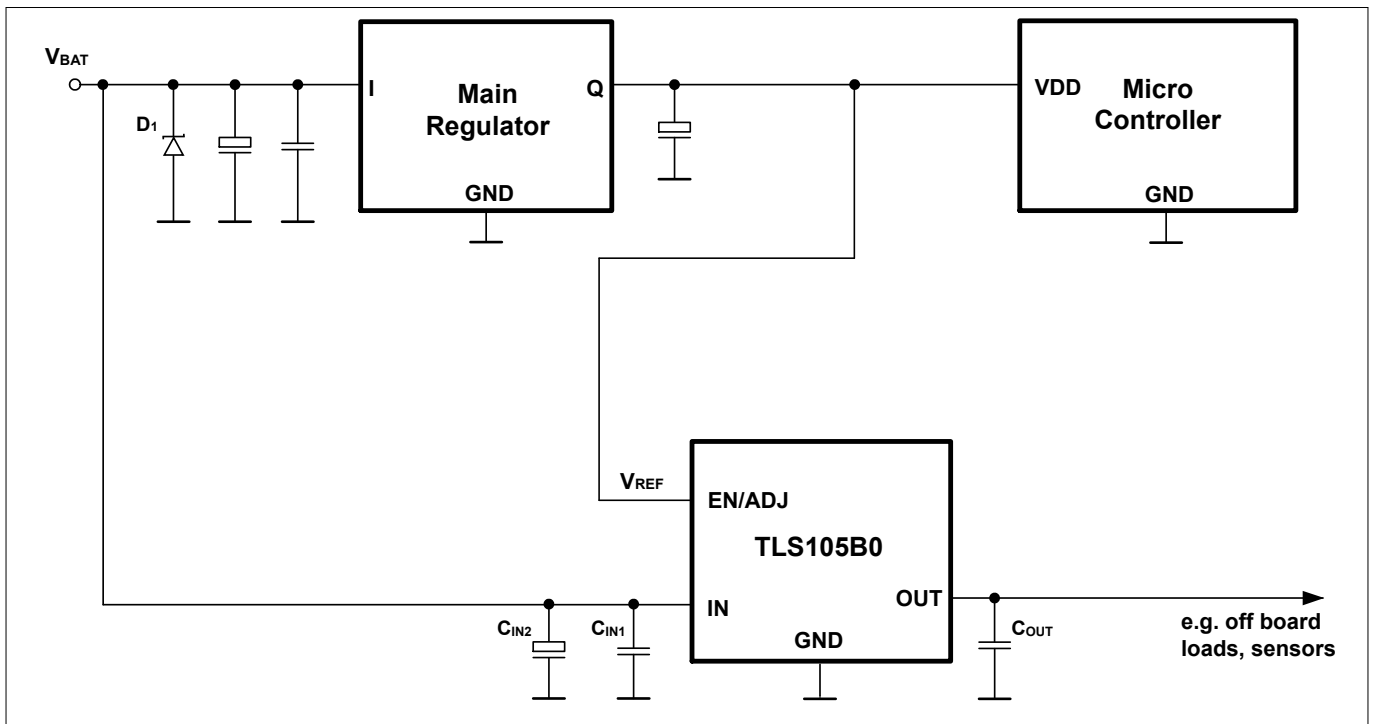 VBAT
D1
I
Main
Regulator
Q
GND
VDD
Micro
Controller
GND
VREF
EN/ADJ
TLS105B0
IN
OUT
GND
CIN2
CIN1
COUT
e.g. off board
loads, sensors